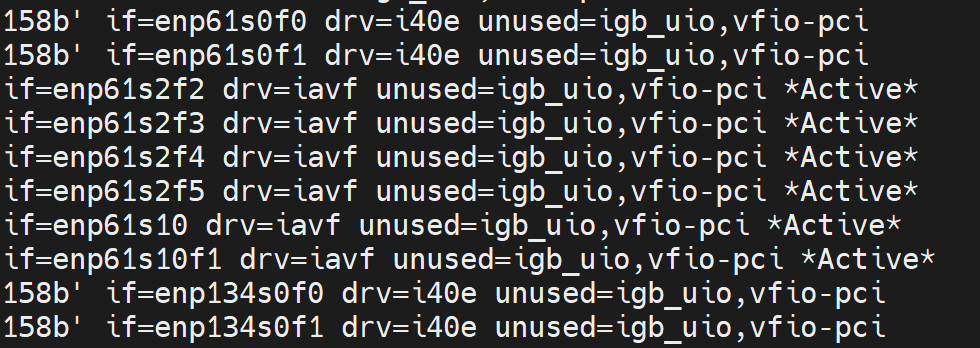 158b' if=enp61s0f0 drv=i40e unused=igb_uio,vfio-pci
158b' if=enp61s0f1 drv=i40e unused=igb_uio,vfio-pci
if=enp61s2f2 drv=iavf unused=igb_uio,vfio-pci *Active*
if=enp61s2f3 drv=iavf unused=igb_uio,vfio-pci *Active*
if=enp61s2f4 drv=iavf unused=igb_uio,vfio-pci *Active*
if=enp61s2f5 drv=iavf unused=igb_uio,vfio-pci *Active*
if=enp61s10 drv=iavf unused=igb_uio,vfio-pci *Active*
if=enp61s10f1 drv=iavf unused=igb_uio,vfio-pci *Active*
158b' if=enp134s0f0 drv=i40e unused=igb_uio,vfio-pci
158b' if=enp134s0f1 drv=i40e unused=igb_uio,vfio-pci